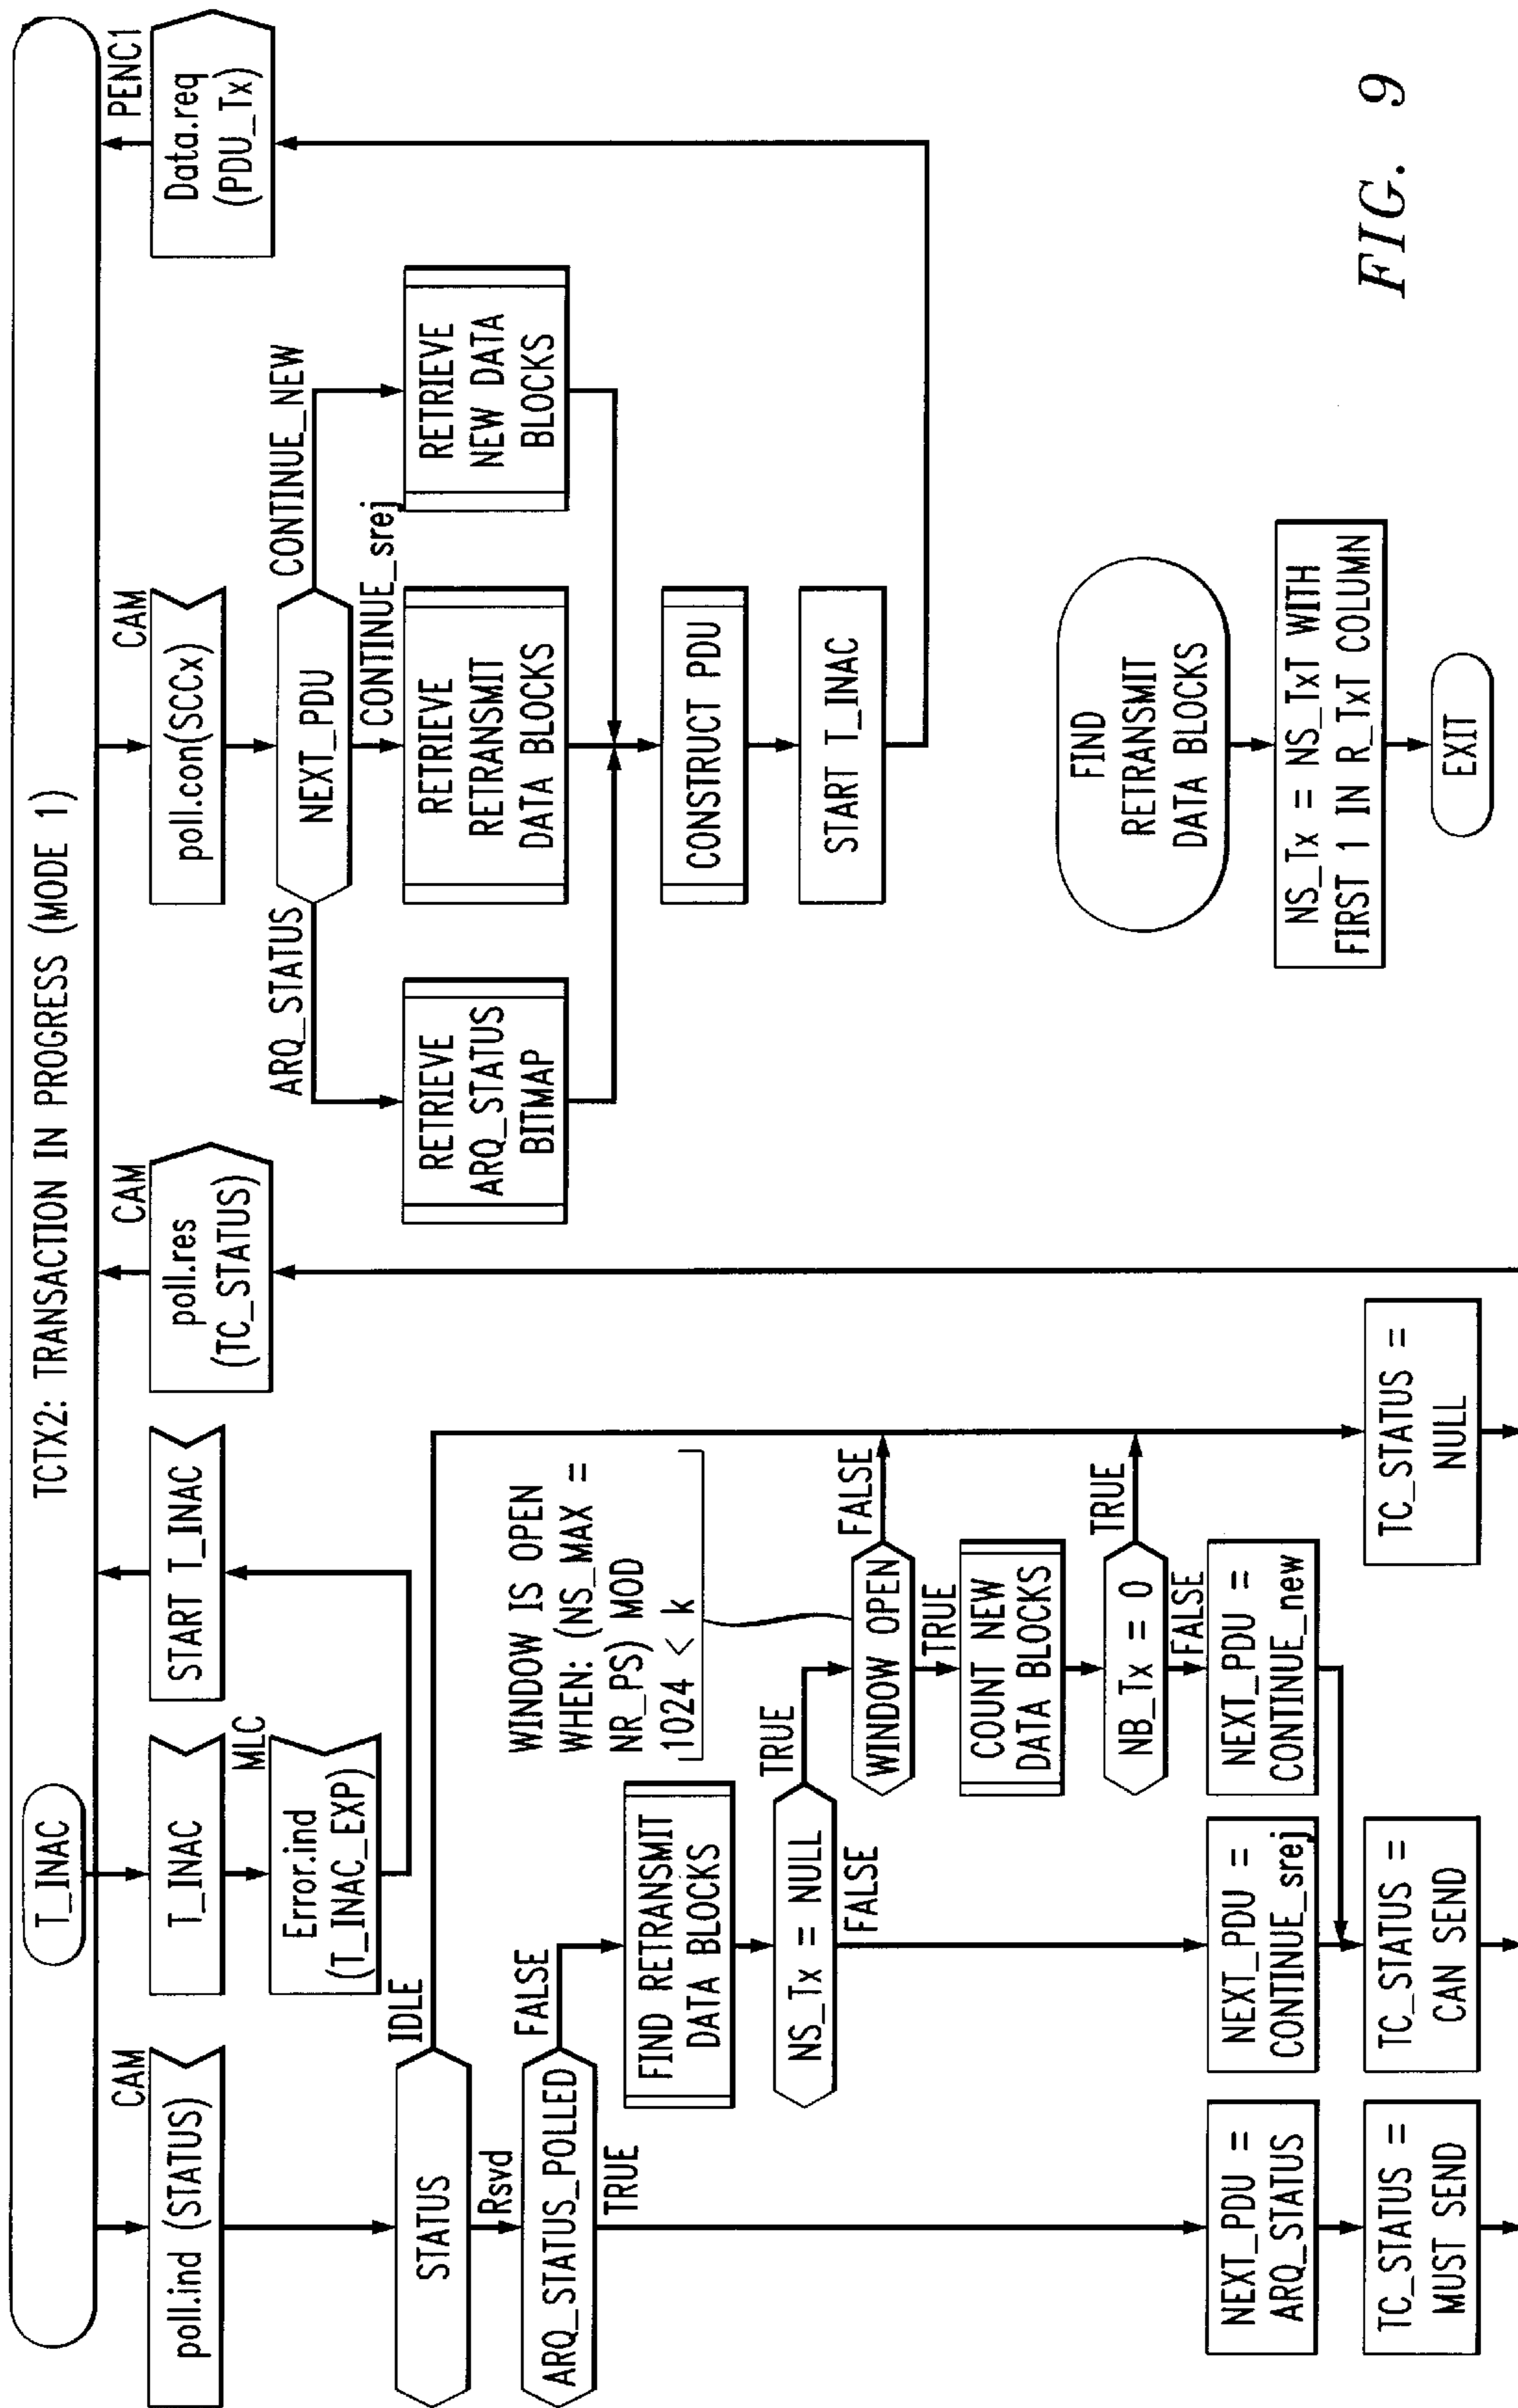 TCTX2: TRANSACTION IN PROGRESS (MODE 1)
T_INAC
CAM
poll.ind (STATUS)
STATUS
IDLE
Rsvd
ARQ_STATUS_POLLED
FALSE
TRUE
T_INAC
MLC
Error.ind
(T_INAC_EXP)
START T_INAC
FIND RETRANSMIT
DATA BLOCKS
NS_Tx = NULL
TRUE
FALSE
WINDOW IS OPEN
WHEN: (NS_MAX =
NR_PS) MOD
1024 < k
WINDOW OPEN
FALSE
TRUE
COUNT NEW
DATA BLOCKS
NB_Tx = 0
TRUE
FALSE
NEXT_PDU =
ARQ_STATUS
NEXT_PDU =
CONTINUE_srej
NEXT_PDU =
CONTINUE_new
TC_STATUS =
MUST SEND
TC_STATUS =
CAN SEND
TC_STATUS =
NULL
CAM
poll.res
(TC_STATUS)
CAM
poll.con(SCCx)
NEXT_PDU
ARQ_STATUS
CONTINUE_srej
CONTINUE_NEW
RETRIEVE
ARQ_STATUS
BITMAP
RETRIEVE
RETRANSMIT
DATA BLOCKS
RETRIEVE
NEW DATA
BLOCKS
CONSTRUCT PDU
START T_INAC
PENC1
Data.req
(PDU_Tx)
FIND
RETRANSMIT
DATA BLOCKS
NS_Tx = NS_TxT WITH
FIRST 1 IN R_TxT COLUMN
EXIT
FIG. 9